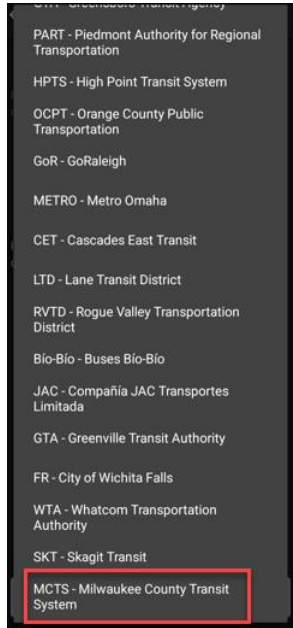 PART - Piedmont Authority for Regional
Transportation
HPTS - High Point Transit System
OCPT - Orange County Public
Transportation
GoR - GoRaleigh
METRO - Metro Omaha
CET - Cascades East Transit
LTD - Lane Transit District
RVTD - Rogue Valley Transportation
District
Bío-Bío - Buses Bío-Bío
JAC - Compañía JAC Transportes
Limitada
GTA - Greenville Transit Authority
FR - City of Wichita Falls
WTA - Whatcom Transportation
Authority
SKT - Skagit Transit
MCTS - Milwaukee County Transit
System